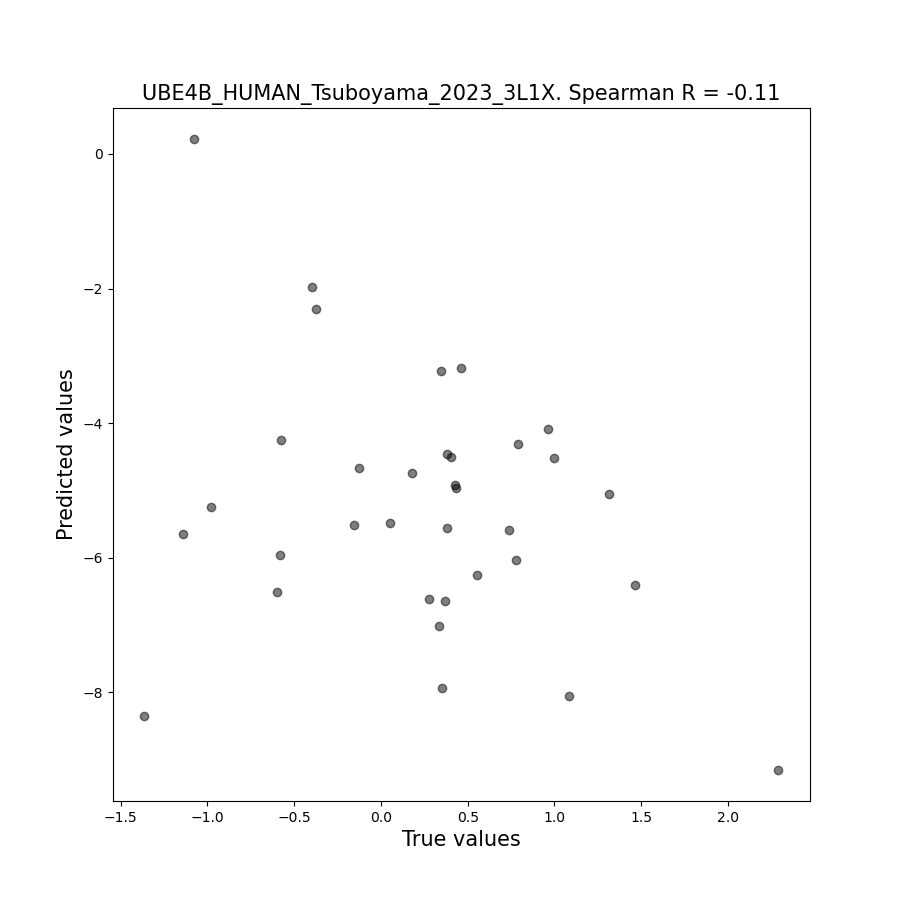 UBE4B_HUMAN_Tsuboyama_2023_3L1X. Spearman R = -0.11
0
−2
−4
−6
−8
Predicted values
−1.5 −1.0 −0.5 0.0 0.5 1.0 1.5 2.0
True values